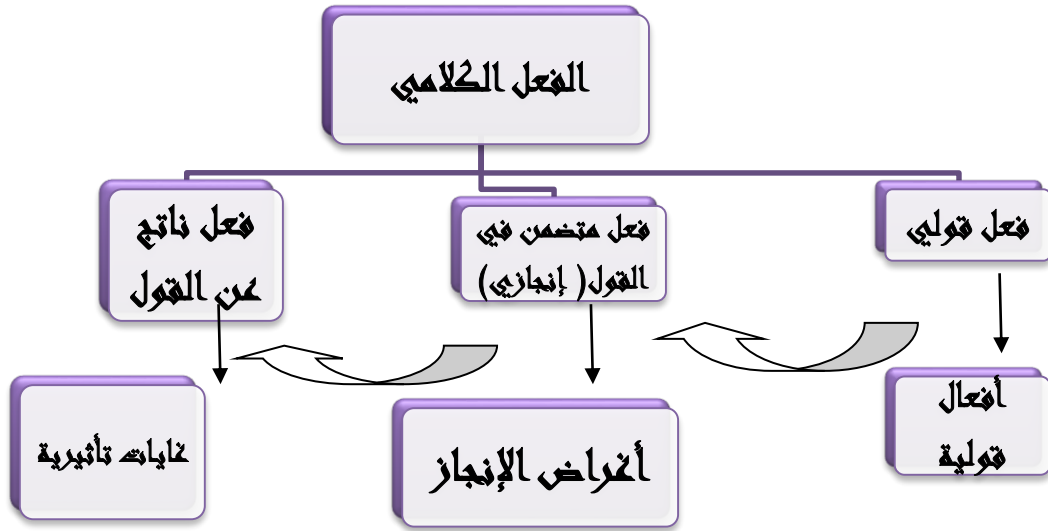 الفعل الكلامي
فعل قولي
فعل متضمن في
القول( إنجازي)
فعل ناتج
عن القول
أفعال
قولية
أغراض الإنجاز
غايات تأثيرية